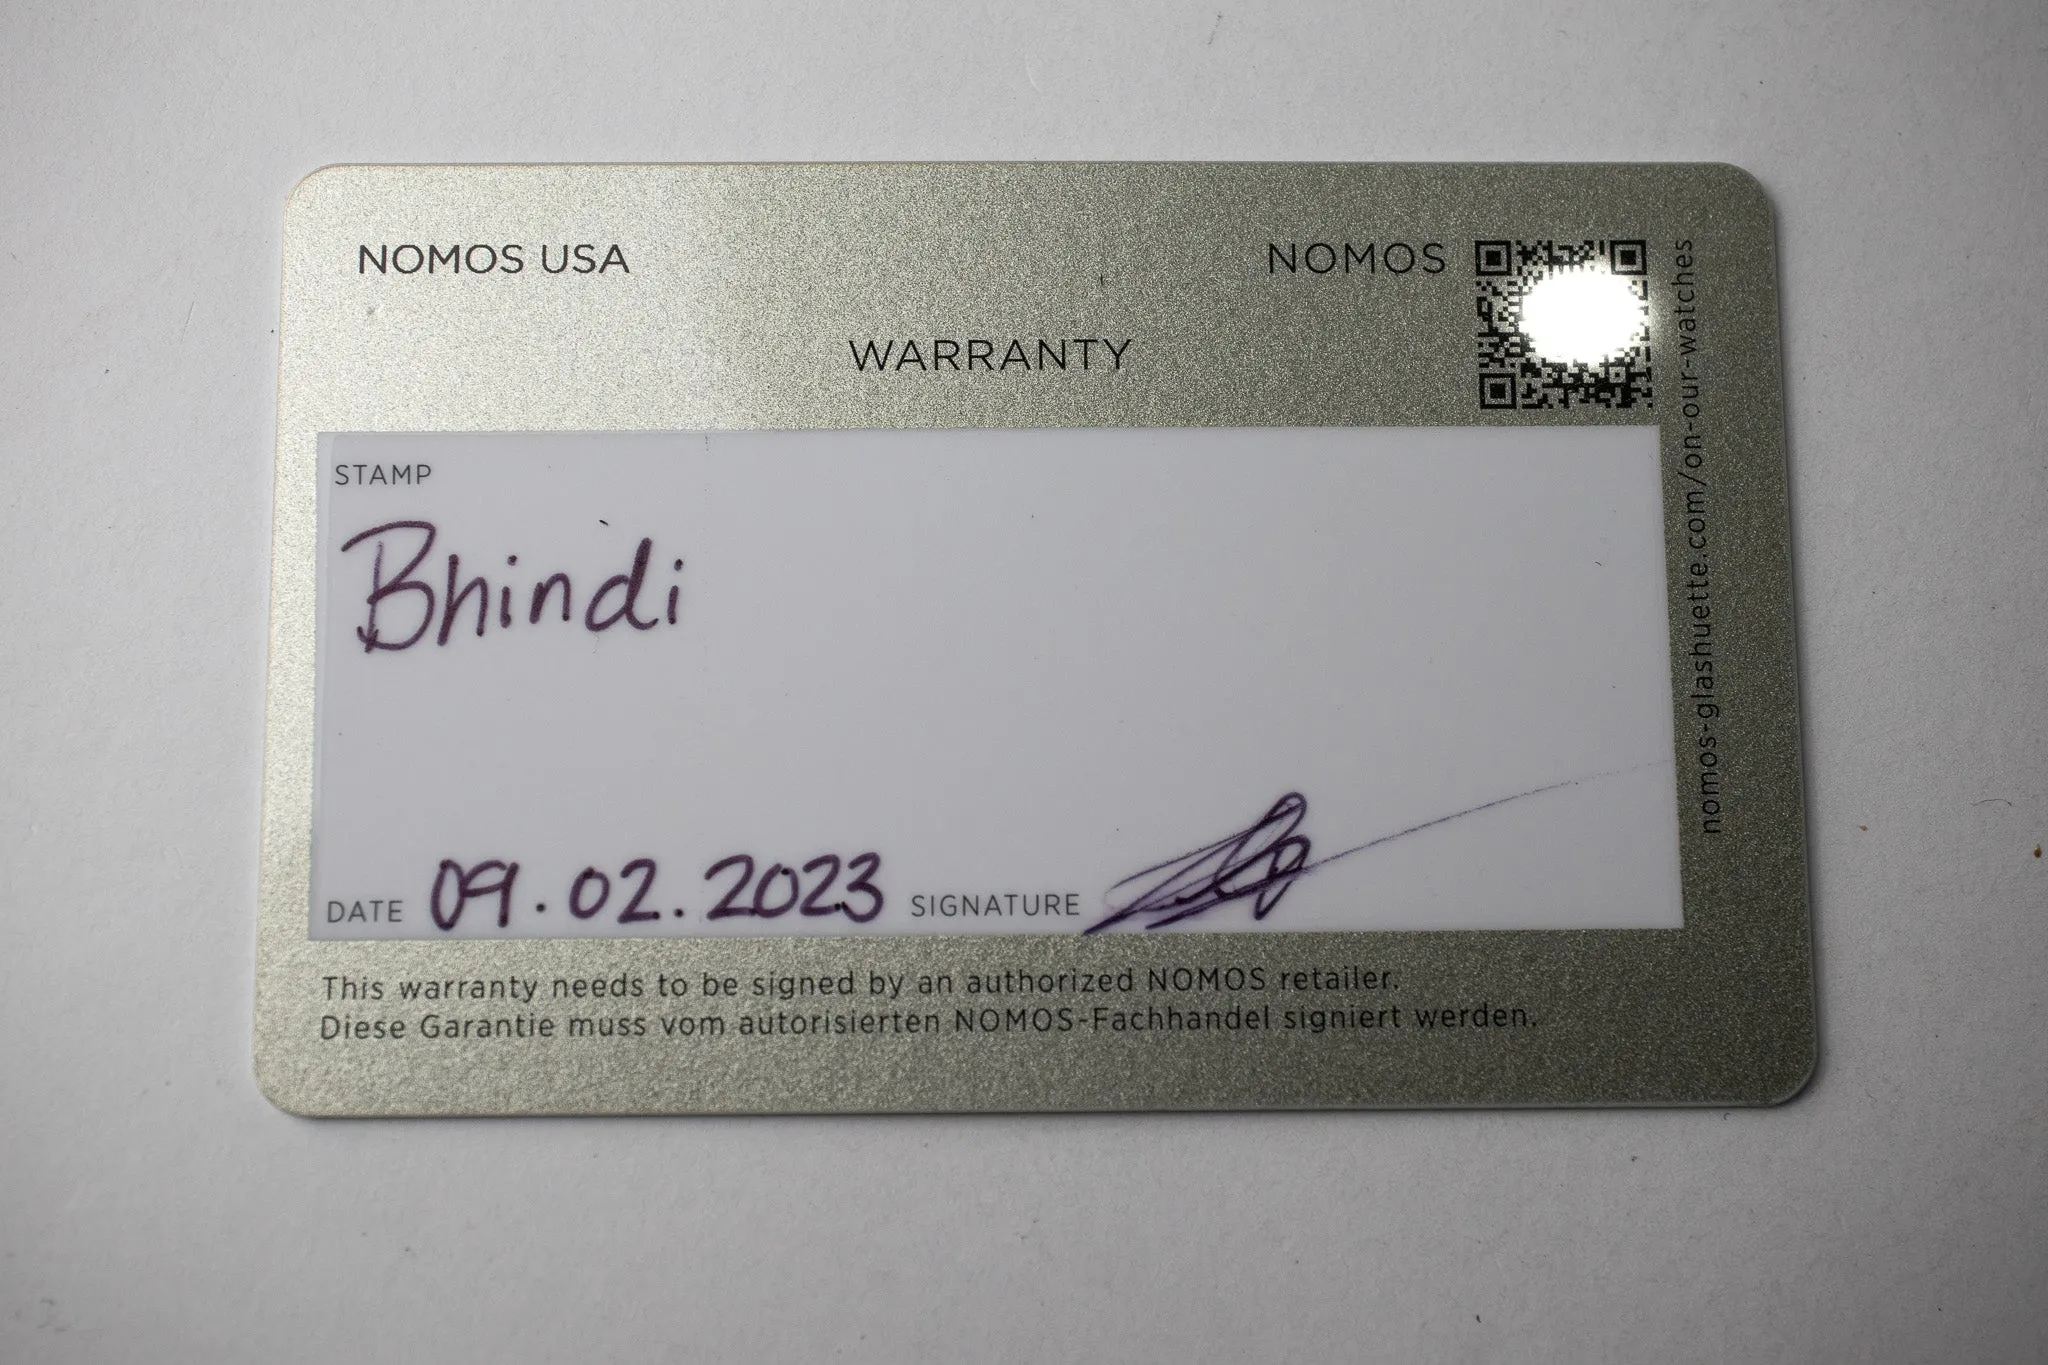 NOMOS USA
NOMOS
WARRANTY
nomos-glashuette.com/on-our-watches
STAMP
Bhindi
DATE 09.02.2023 SIGNATURE
This warranty needs to be signed by an authorized NOMOS retailer.
Diese Garantie muss vom autorisierten NOMOS-Fachhandel signiert werden.